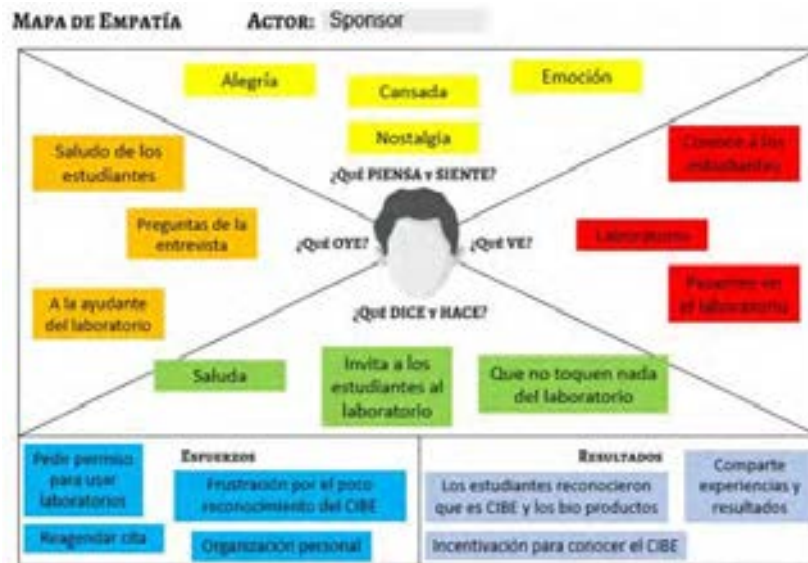 MAPA DE EMPATÍA ACTOR: Sponsor
Alegría
Cansada
Emoción
Nostalgia
¿QUÉ PIENSA Y SIENTE?
Saludo de los
estudiantes
Preguntas de la
entrevista
A la ayudante
del laboratorio
¿QUÉ OYE?
¿QUÉ VE?
Conoce a los
estudiantes
Laboratorio
Pasantes en
el laboratorio
¿QUÉ DICE Y HACE?
Saluda
Invita a los
estudiantes al
laboratorio
Que no toquen nada
del laboratorio
ESFUERZOS
Pedir permiso
para usar
laboratorios
Frustración por el poco
reconocimiento del CIBE
Reagendar cita
Organización personal
RESULTADOS
Los estudiantes reconocieron
que es CIBE y los bio productos
Comparte
experiencias y
resultados
Incentivación para conocer el CIBE